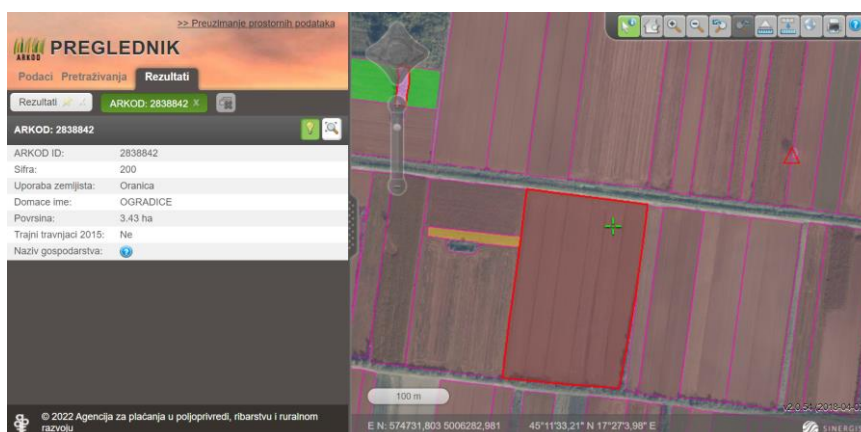 >> Preuzimanje prostornih podataka
ARKOD PREGLEDNIK
Podaci Pretraživanja Rezultati
Rezultati ARKOD: 2838842 X
ARKOD: 2838842
ARKOD ID: 2838842
Sifra: 200
Uporaba zemljista: Oranica
Domace ime: OGRADICE
Povrsina: 3.43 ha
Trajni travnjaci 2015: Ne
Naziv gospodarstva: ?
© 2022 Agencija za plaćanja u poljoprivredi, ribarstvu i ruralnom
razvoju
100 m
E N: 574731,803 5006282,981 45°11'33,21" N 17°27'3,98" E
SINERGI